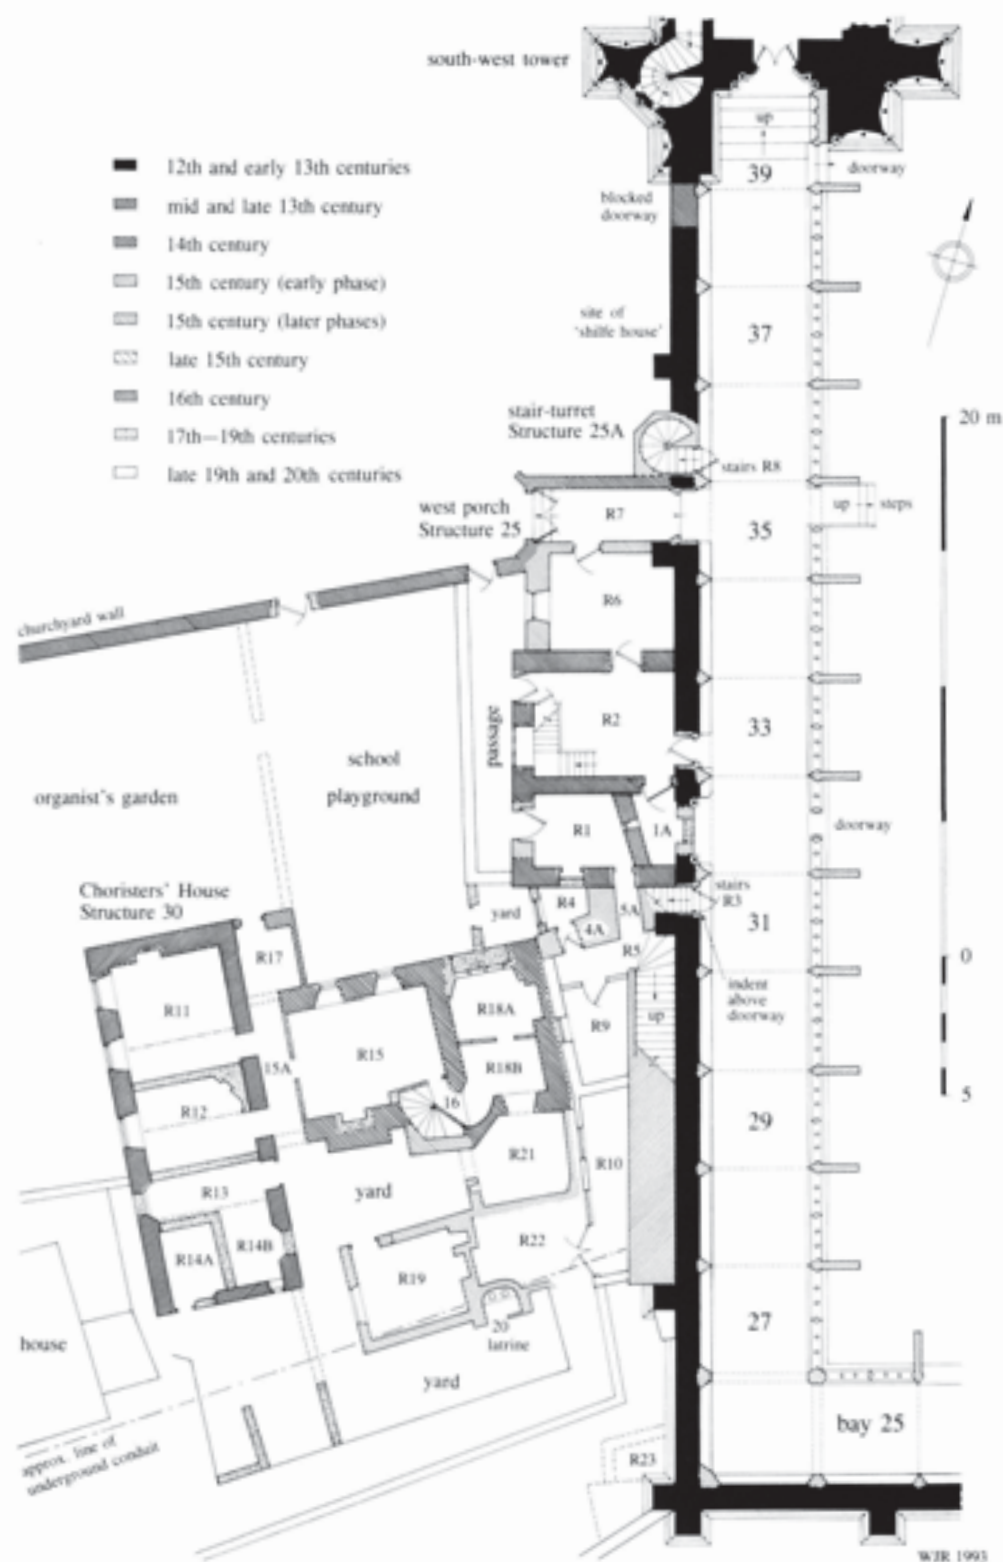 south-west tower
up
39
doorway
12th and early 13th centuries
mid and late 13th century
14th century
15th century (early phase)
15th century (later phases)
late 15th century
16th century
17th—19th centuries
late 19th and 20th centuries
blocked
doorway
site of
'shilfe house'
37
20 m
stair-turret
Structure 25A
stairs R8
west porch
Structure 25
R7
up
steps
35
churchyard wall
R6
passage
R2
33
school
playground
organist's garden
R1
1A
doorway
Choristers' House
Structure 30
yard
R4
4A
5A
stairs
R3
31
R17
R5
0
indent
above
doorway
R11
R18A
R9
up
R15
15A
R18B
R12
16
5
29
R21
R10
R13
yard
R22
R14A
R14B
R19
27
house
20
latrine
yard
bay 25
approx. line of
underground conduit
R23
WJR 1993